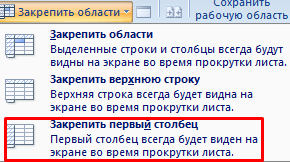 Закрепить области
Сохранить
рабочую область
Закрепить области
Выделенные строки и столбцы всегда будут
видны на экране во время прокрутки листа.
Закрепить верхнюю строку
Верхняя строка всегда будет видна на
экране во время прокрутки листа.
Закрепить первый столбец
Первый столбец всегда будет виден на
экране во время прокрутки листа.